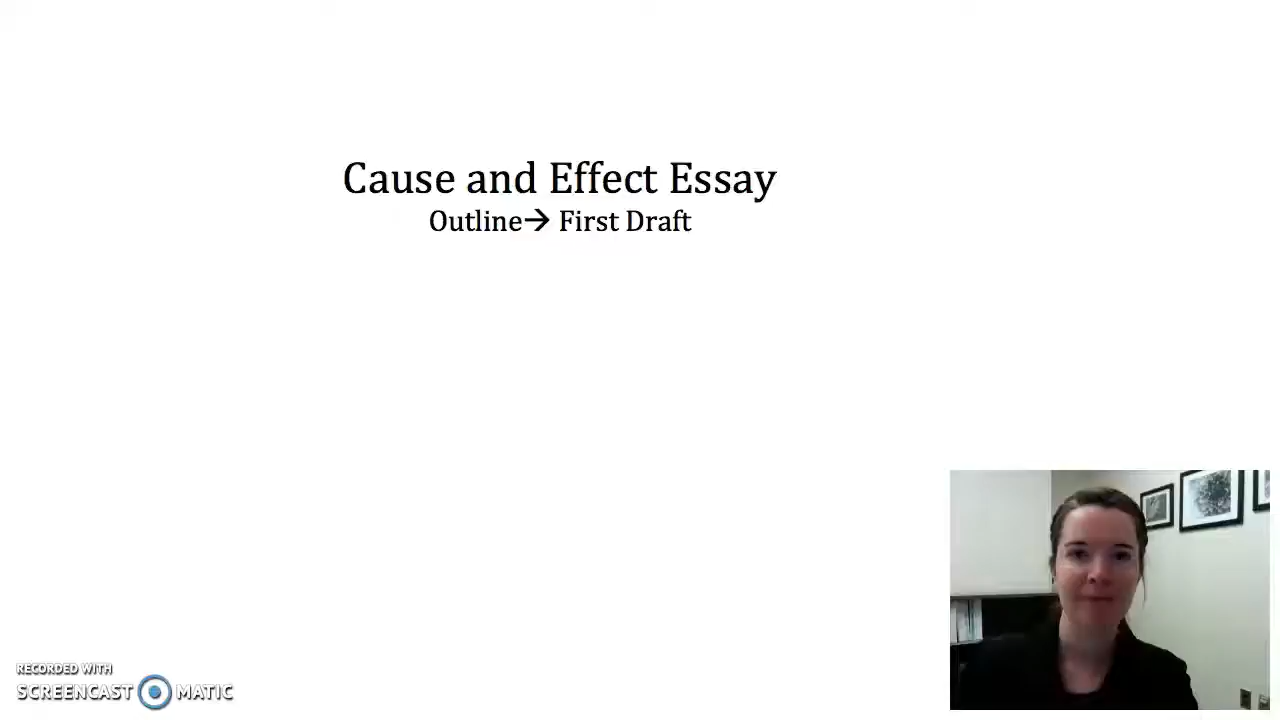 Cause and Effect Essay
Outline→ First Draft
RECORDED WITH
SCREENCAST MATIC